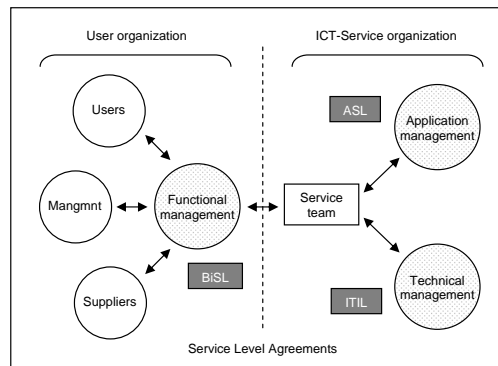 User organization
ICT-Service organization
Users
ASL
Application
management
Mangmnt
Functional
management
Service
team
BiSL
Suppliers
ITIL
Technical
management
Service Level Agreements